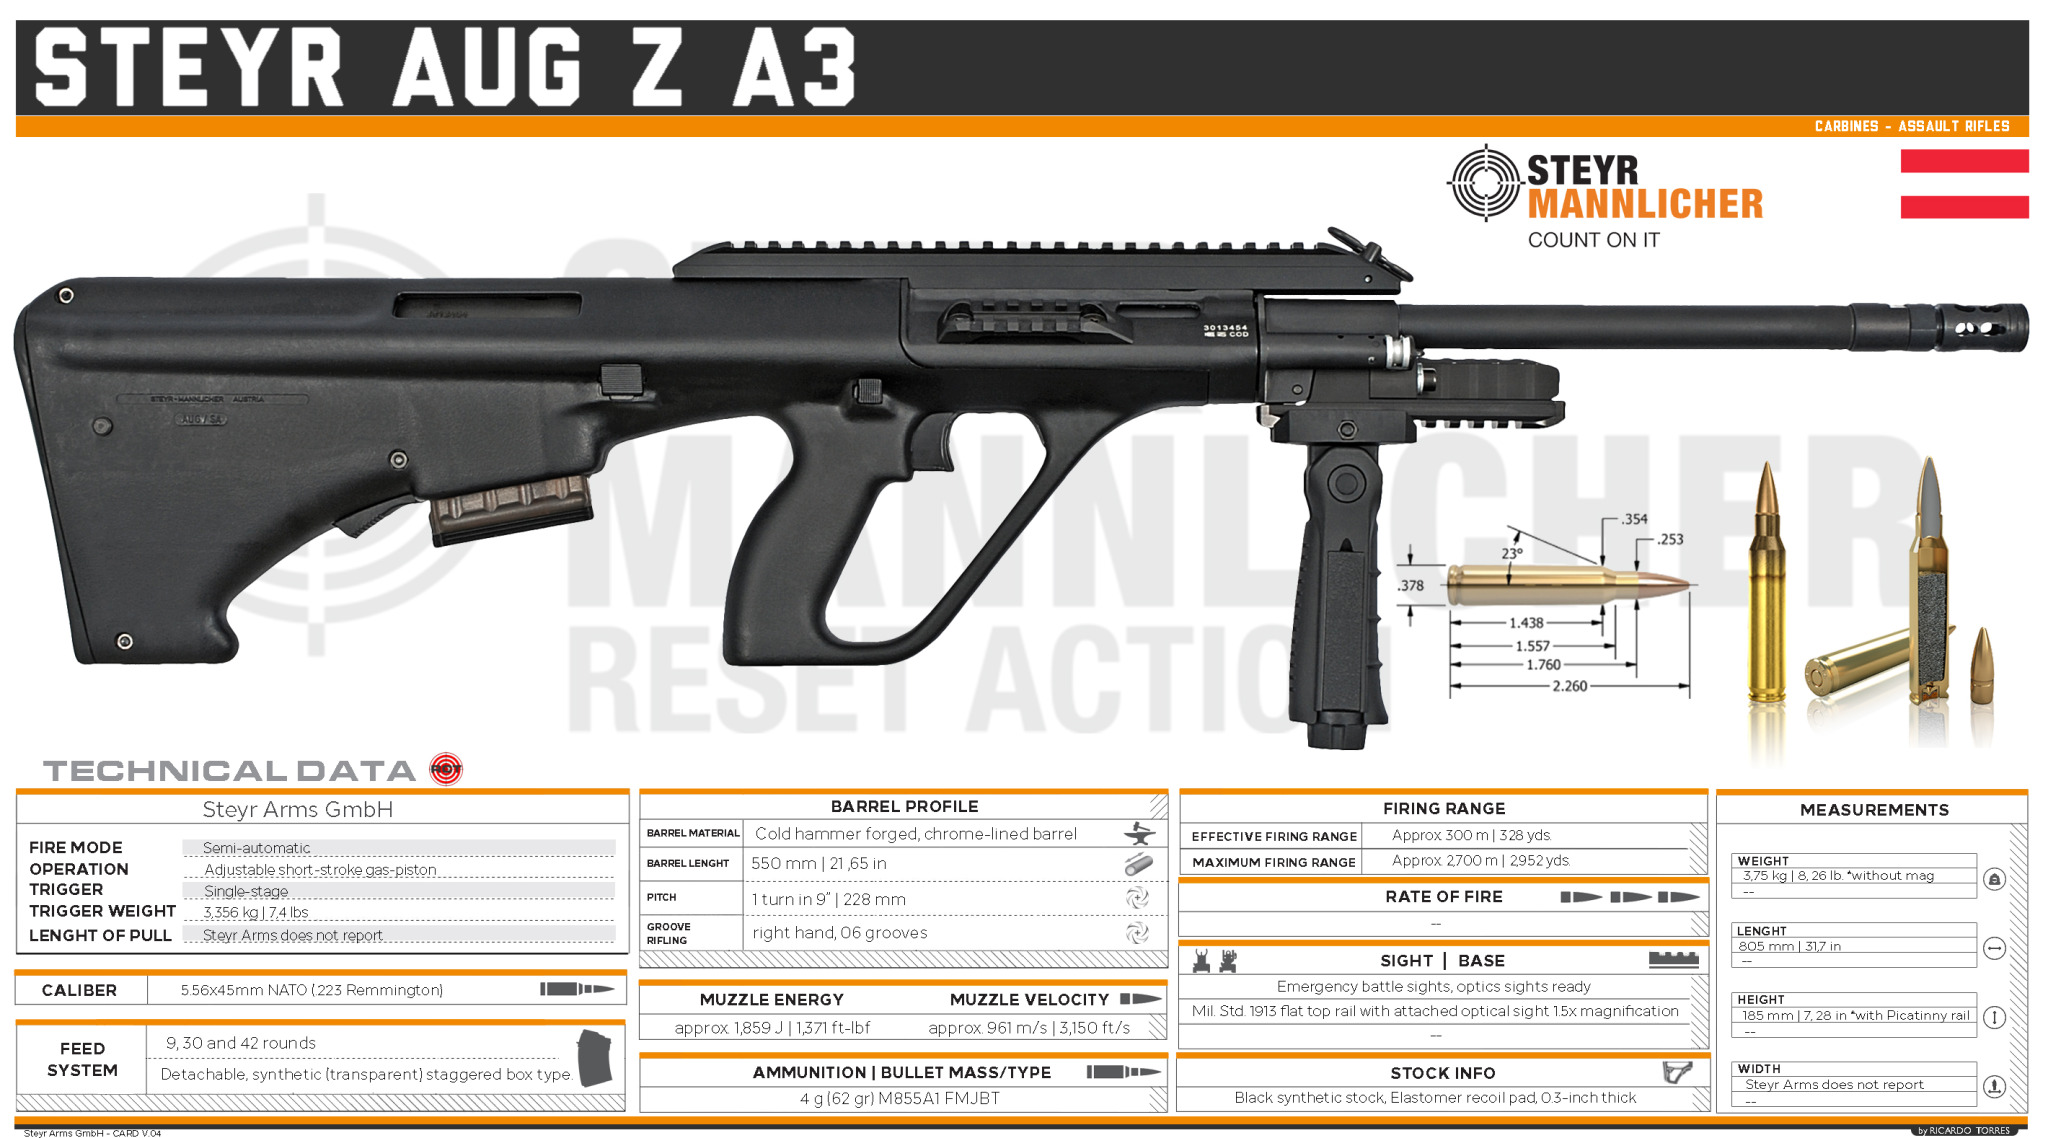 STEYR AUG Z A3
CARBINES - ASSAULT RIFLES
STEYR
MANNLICHER
COUNT ON IT
MANNLICHER
RESET ACTION
3013454
COD
STEYR-MANNLICHER AUSTRIA
.354
.253
23º
.378
1.438
1.557
1.760
2.260
TECHNICAL DATA
Steyr Arms GmbH
FIRE MODE Semi-automatic
OPERATION Adjustable short-stroke gas-piston
TRIGGER Single-stage
TRIGGER WEIGHT 3,356 kg | 7,4 lbs
LENGHT OF PULL Steyr Arms does not report
CALIBER 5.56x45mm NATO (.223 Remmington)
FEED SYSTEM
9, 30 and 42 rounds
Detachable, synthetic (transparent) staggered box type.
BARREL PROFILE
BARREL MATERIAL Cold hammer forged, chrome-lined barrel
BARREL LENGHT 550 mm | 21 ,65 in
PITCH 1 turn in 9” | 228 mm
GROOVE
RIFLING
right hand, 06 grooves
MUZZLE ENERGY MUZZLE VELOCITY
approx. 1,859 J | 1,371 ft-lbf approx. 961 m/s | 3,150 ft/s
AMMUNITION | BULLET MASS/TYPE
4 g (62 gr) M855A1 FMJBT
FIRING RANGE
EFFECTIVE FIRING RANGE Approx. 300 m | 328 yds.
MAXIMUM FIRING RANGE Approx. 2,700 m | 2,952 yds.
RATE OF FIRE
--
SIGHT | BASE
Emergency battle sights, optics sights ready
Mil. Std. 1913 flat top rail with attached optical sight 1.5x magnification
--
STOCK INFO
Black synthetic stock, Elastomer recoil pad, 0.3-inch thick
MEASUREMENTS
WEIGHT
3,75 kg | 8, 26 lb. *without mag
--
LENGHT
805 mm | 31,7 in
--
HEIGHT
185 mm | 7, 28 in *with Picatinny rail
--
WIDTH
Steyr Arms does not report
--
Steyr Arms GmbH - CARD V.04
by RICARDO TORRES